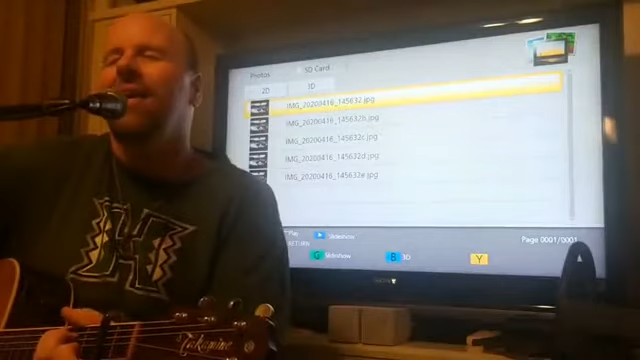 Photos
SD Card
2D
3D
IMG_20200416_145632.jpg
IMG_20200416_145632b.jpg
IMG_20200416_145632c.jpg
IMG_20200416_145632d.jpg
IMG_20200416_145632e.jpg
Play
Slideshow
RETURN
G Slideshow
B 3D
Y
Page 0001/0001
H
Takamine